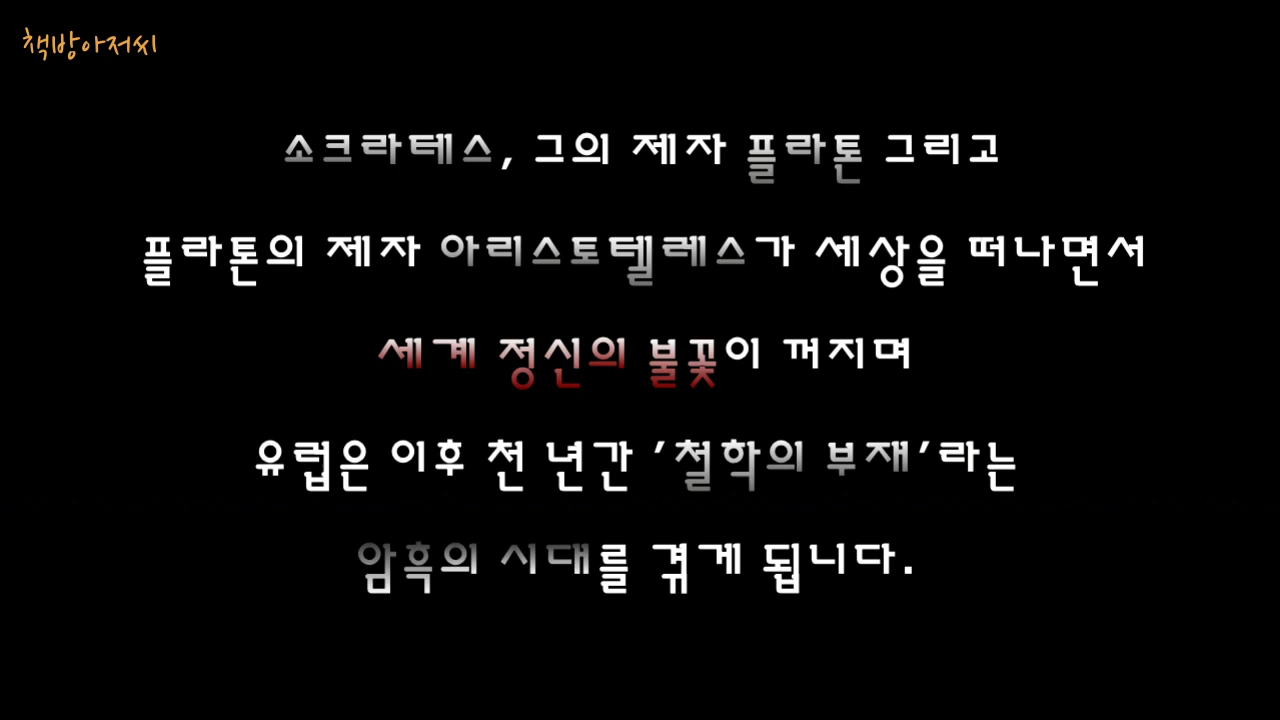 책방아저씨
소크라테스, 그의 제자 플라톤 그리고
플라톤의 제자 아리스토텔레스가 세상을 떠나면서
세계 정신의 불꽃이 꺼지며
유럽은 이후 천 년간 '철학의 부재'라는
암흑의 시대를 겪게 됩니다.